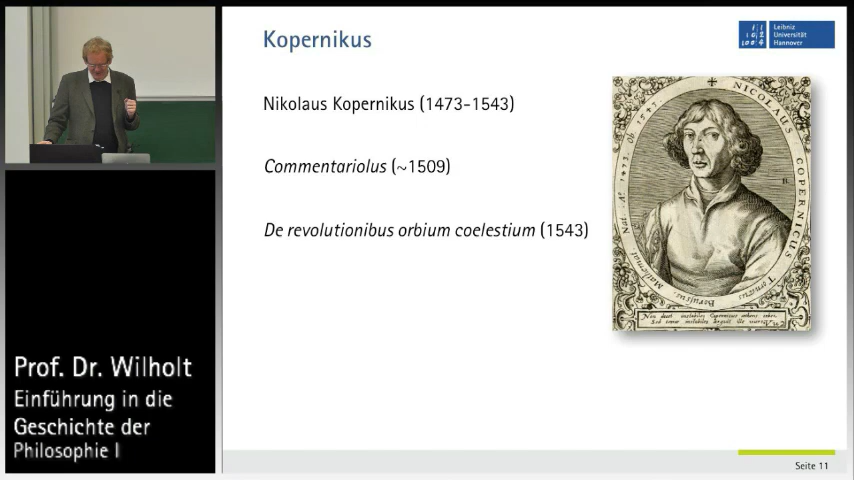 Kopernikus
Leibniz
Universität
Hannover
Nikolaus Kopernikus (1473-1543)
Commentariolus (~1509)
De revolutionibus orbium coelestium (1543)
NICOLAUS COPERNICUS
Prof. Dr. Wilholt
Einführung in die
Geschichte der
Philosophie I
Seite 11